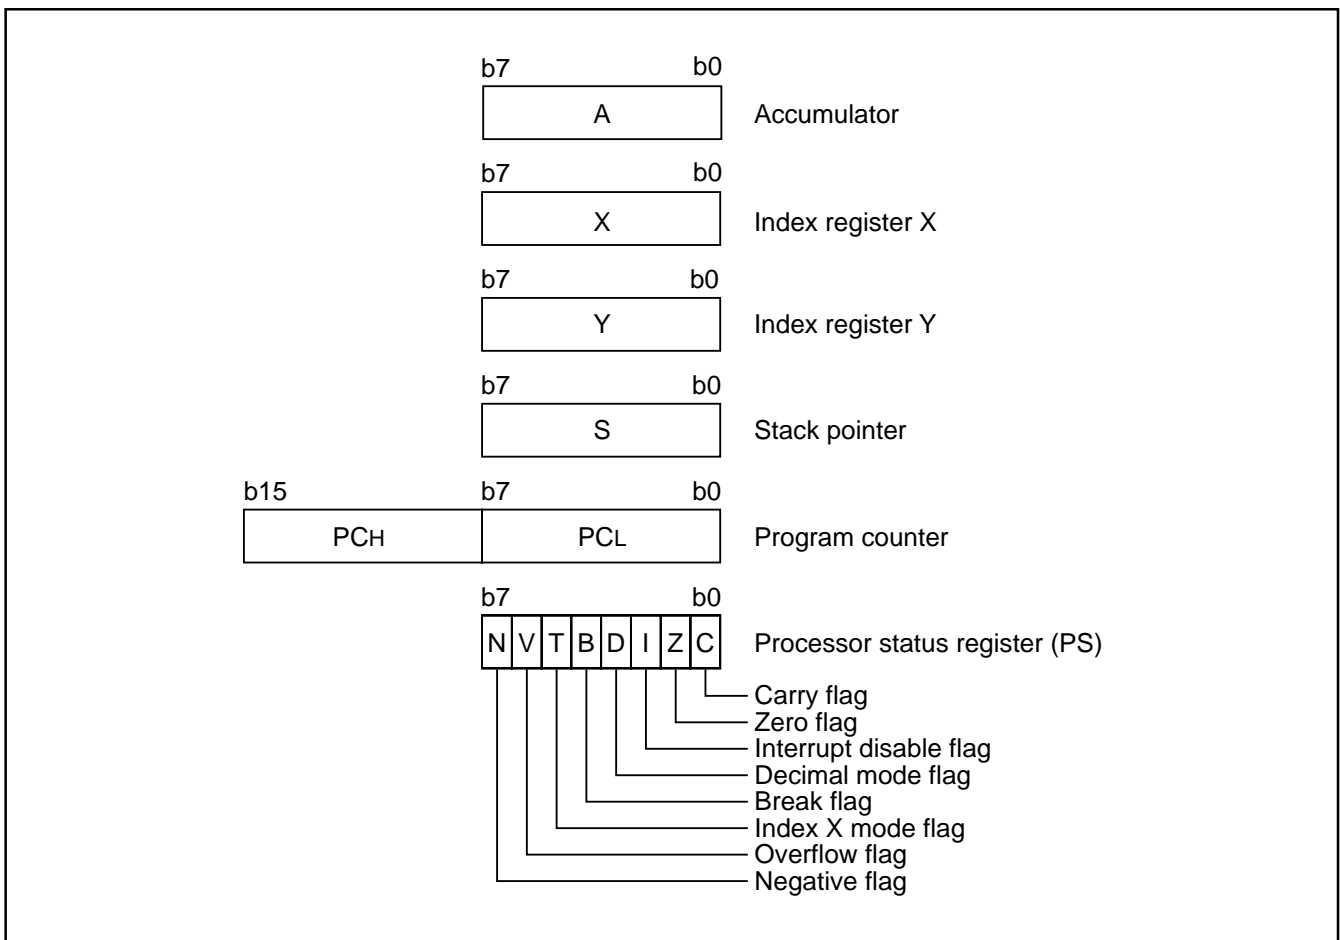 b7 b0
A Accumulator
b7 b0
X Index register X
b7 b0
Y Index register Y
b7 b0
S Stack pointer
b15 b7 b0
PCH PCL Program counter
b7 b0
N V T B D I Z C Processor status register (PS)
Carry flag
Zero flag
Interrupt disable flag
Decimal mode flag
Break flag
Index X mode flag
Overflow flag
Negative flag